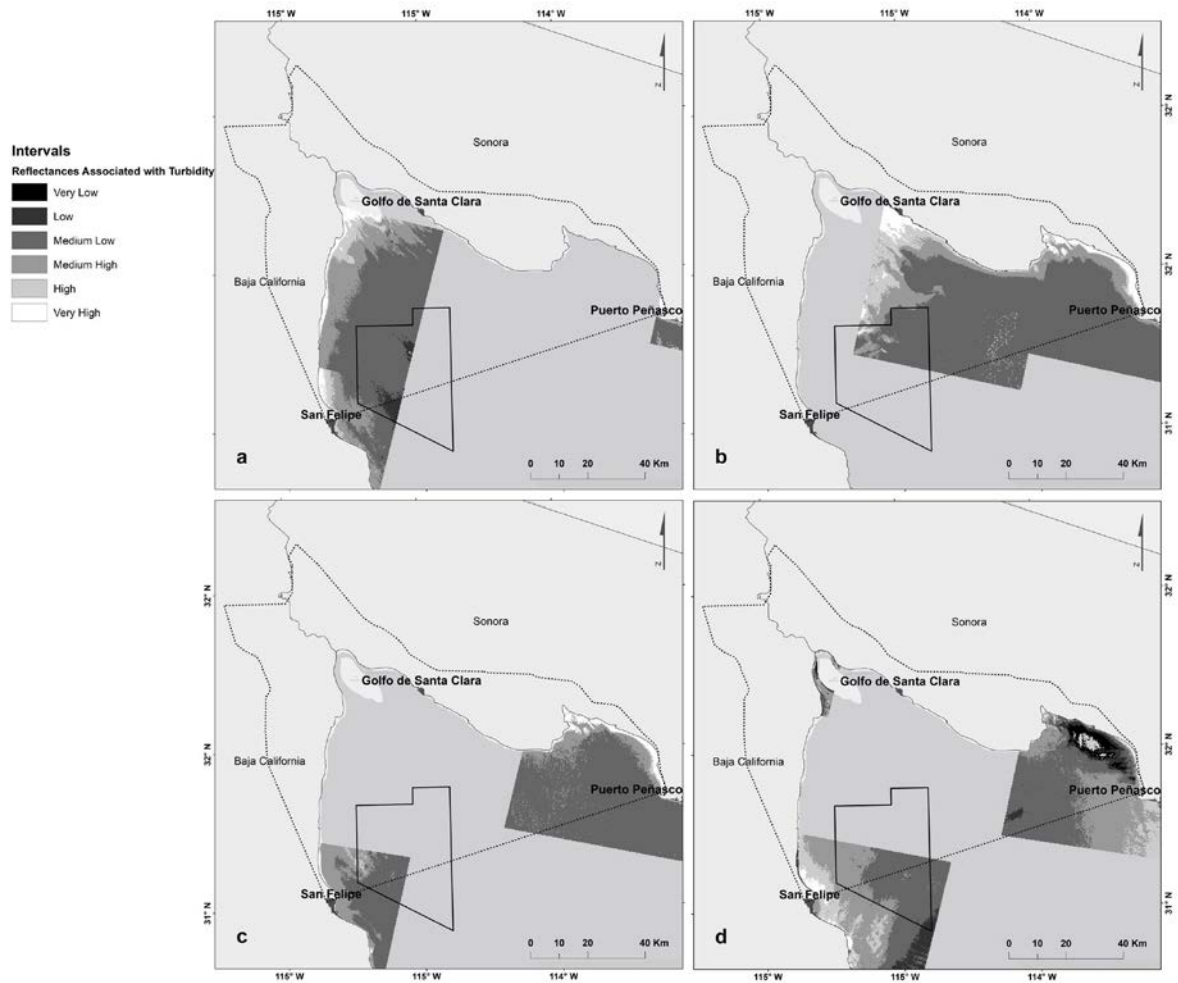 Intervals
Reflectances Associated with Turbidity
Very Low
Low
Medium Low
Medium High
High
Very High
115° W
115° W
114° W
N
Sonora
Golfo de Santa Clara
Baja California
Puerto Peñasco
San Felipe
a
0 10 20 40 Km
115° W
115° W
114° W
N
32° N
Sonora
Golfo de Santa Clara
32° N
Baja California
Puerto Peñasco
San Felipe
31° N
b
0 10 20 40 Km
N
32° N
Sonora
Golfo de Santa Clara
32° N
Baja California
Puerto Peñasco
San Felipe
31° N
c
0 10 20 40 Km
115° W
115° W
114° W
N
32° N
Sonora
Golfo de Santa Clara
32° N
Baja California
Puerto Peñasco
San Felipe
31° N
d
0 10 20 40 Km
115° W
115° W
114° W